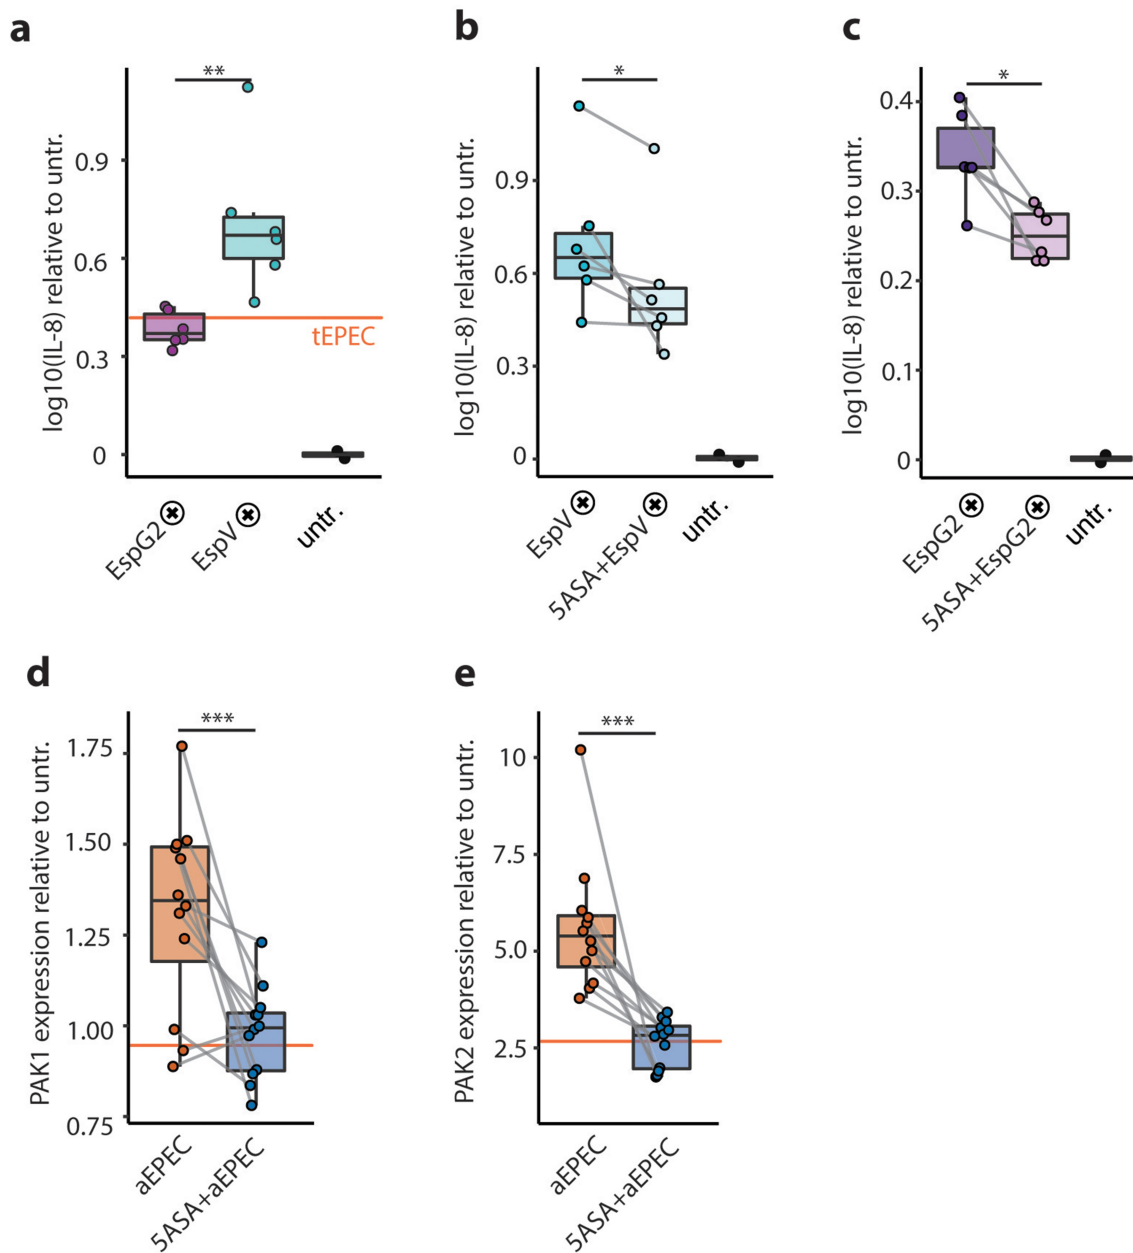 a
log10(IL-8) relative to untr.
0.9
0.6
0.3
0
**
tEPEC
EspG2
EspV
untr.
b
log10(IL-8) relative to untr.
0.9
0.6
0.3
0
*
EspV
5ASA+EspV
untr.
c
log10(IL-8) relative to untr.
0.4
0.3
0.2
0.1
0
*
EspG2
5ASA+EspG2
untr.
d
PAK1 expression relative to untr.
1.75
1.50
1.25
1.00
0.75
***
aEPEC
5ASA+aEPEC
e
PAK2 expression relative to untr.
10
7.5
5.0
2.5
***
aEPEC
5ASA+aEPEC